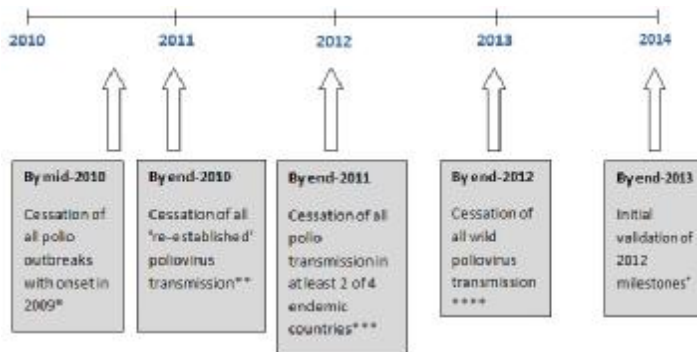 2010 2011 2012 2013 2014
By mid-2010
Cessation of
all polio
outbreaks
with onset in
2009*
By end-2010
Cessation of all
're-established'
poliovirus
transmission**
By end-2011
Cessation of all
polio
transmission in
at least 2 of 4
endemic
countries***
By end-2012
Cessation of
all wild
poliovirus
transmission
****
By end-2013
Initial
validation of
2012
milestones*